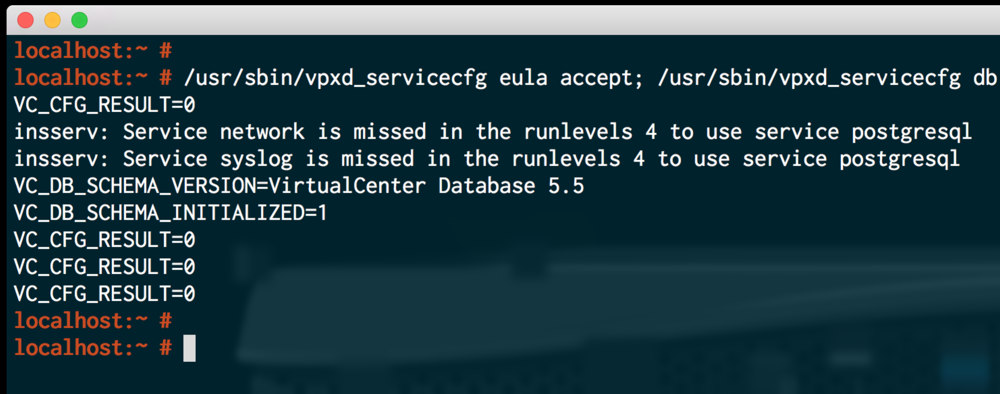 localhost:~ #
localhost:~ # /usr/sbin/vpxd_servicecfg eula accept; /usr/sbin/vpxd_servicecfg db
VC_CFG_RESULT=0
insserv: Service network is missed in the runlevels 4 to use service postgresql
insserv: Service syslog is missed in the runlevels 4 to use service postgresql
VC_DB_SCHEMA_VERSION=VirtualCenter Database 5.5
VC_DB_SCHEMA_INITIALIZED=1
VC_CFG_RESULT=0
VC_CFG_RESULT=0
VC_CFG_RESULT=0
localhost:~ #
localhost:~ #